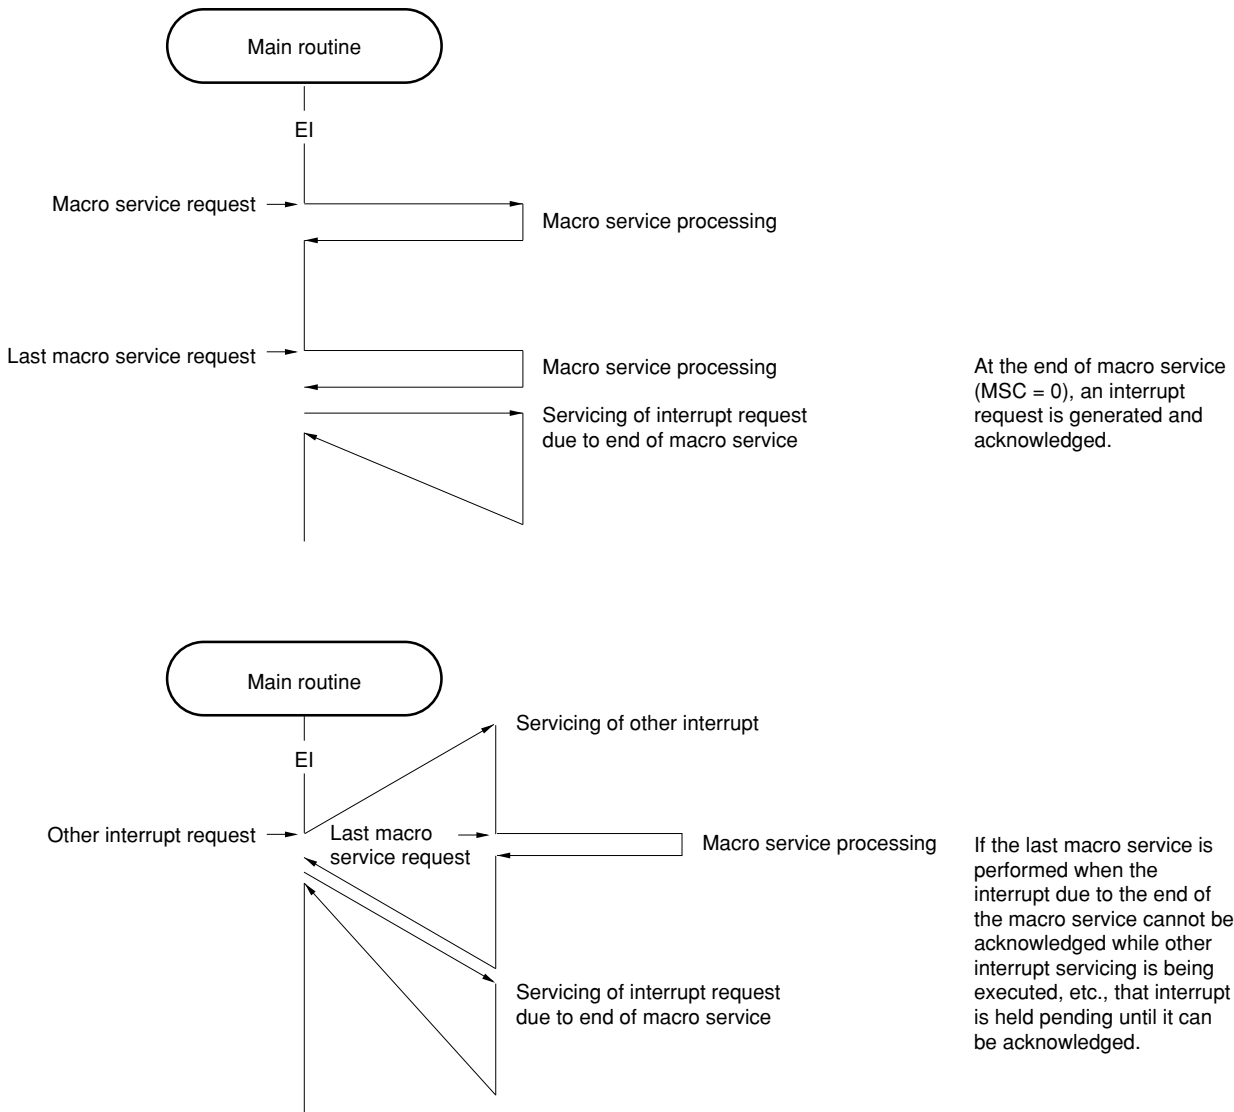 Main routine
EI
Macro service request
Macro service processing
Last macro service request
Macro service processing
At the end of macro service
(MSC = 0), an interrupt
request is generated and
acknowledged.
Servicing of interrupt request
due to end of macro service
Main routine
Servicing of other interrupt
EI
Other interrupt request
Last macro
service request
Macro service processing
If the last macro service is
performed when the
interrupt due to the end of
the macro service cannot be
acknowledged while other
interrupt servicing is being
executed, etc., that interrupt
is held pending until it can
be acknowledged.
Servicing of interrupt request
due to end of macro service